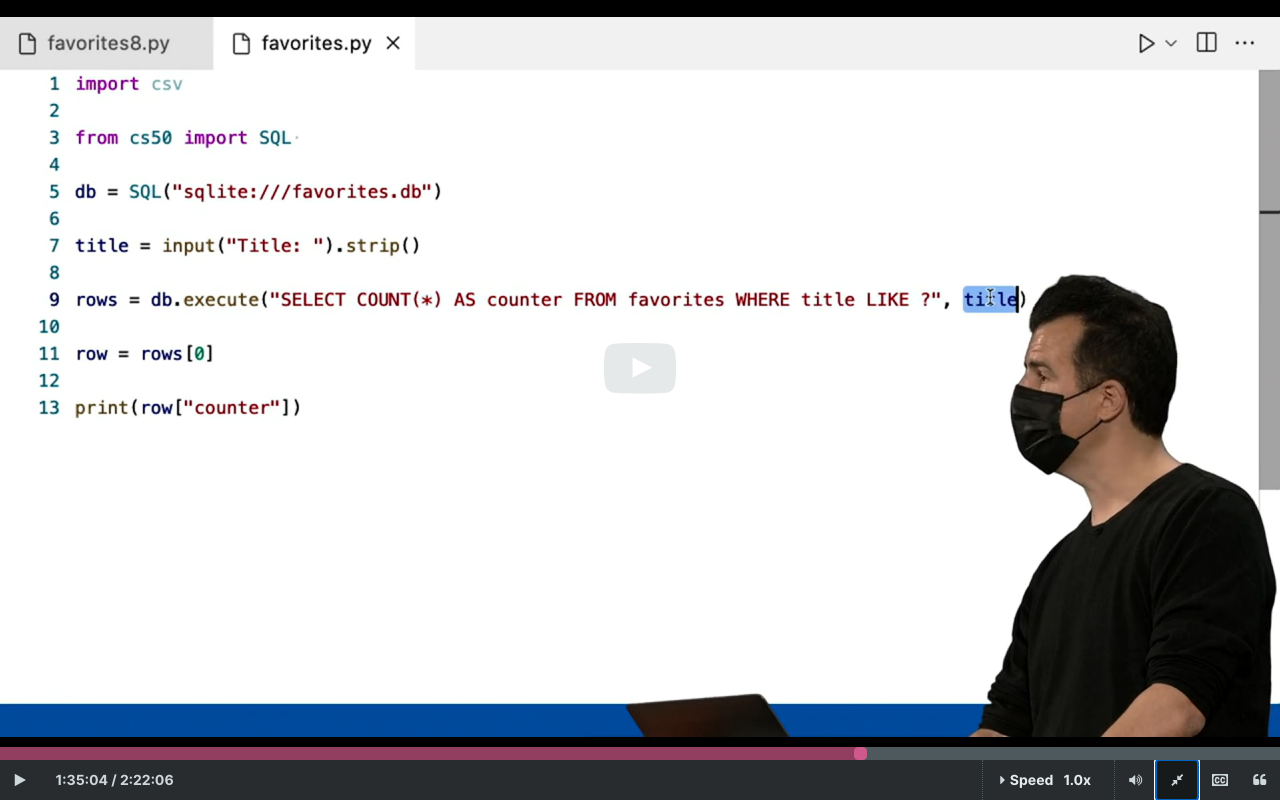 favorites8.py favorites.py
1 import csv
2
3 from cs50 import SQL
4
5 db = SQL("sqlite:///favorites.db")
6
7 title = input("Title: ").strip()
8
9 rows = db.execute("SELECT COUNT(*) AS counter FROM favorites WHERE title LIKE ?", title)
10
11 row = rows[0]
12
13 print(row["counter"])
1:35:04 / 2:22:06 Speed 1.0x CC